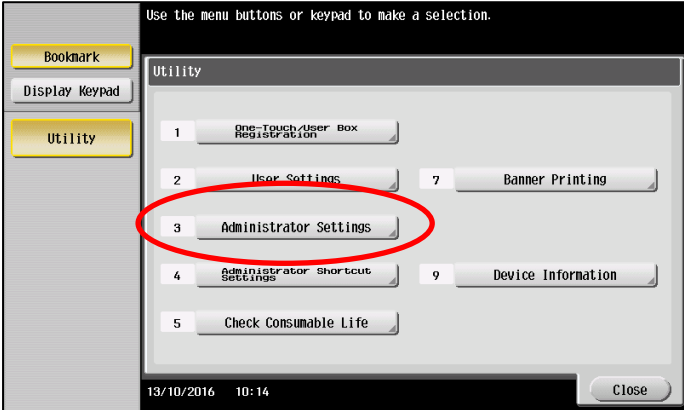 Use the menu buttons or keypad to make a selection.
Bookmark
Display Keypad
Utility
Utility
1 One-Touch/User Box
Registration
2 User Settings
3 Administrator Settings
4 Administrator Shortcut
Settings
5 Check Consumable Life
7 Banner Printing
9 Device Information
13/10/2016 10:14
Close